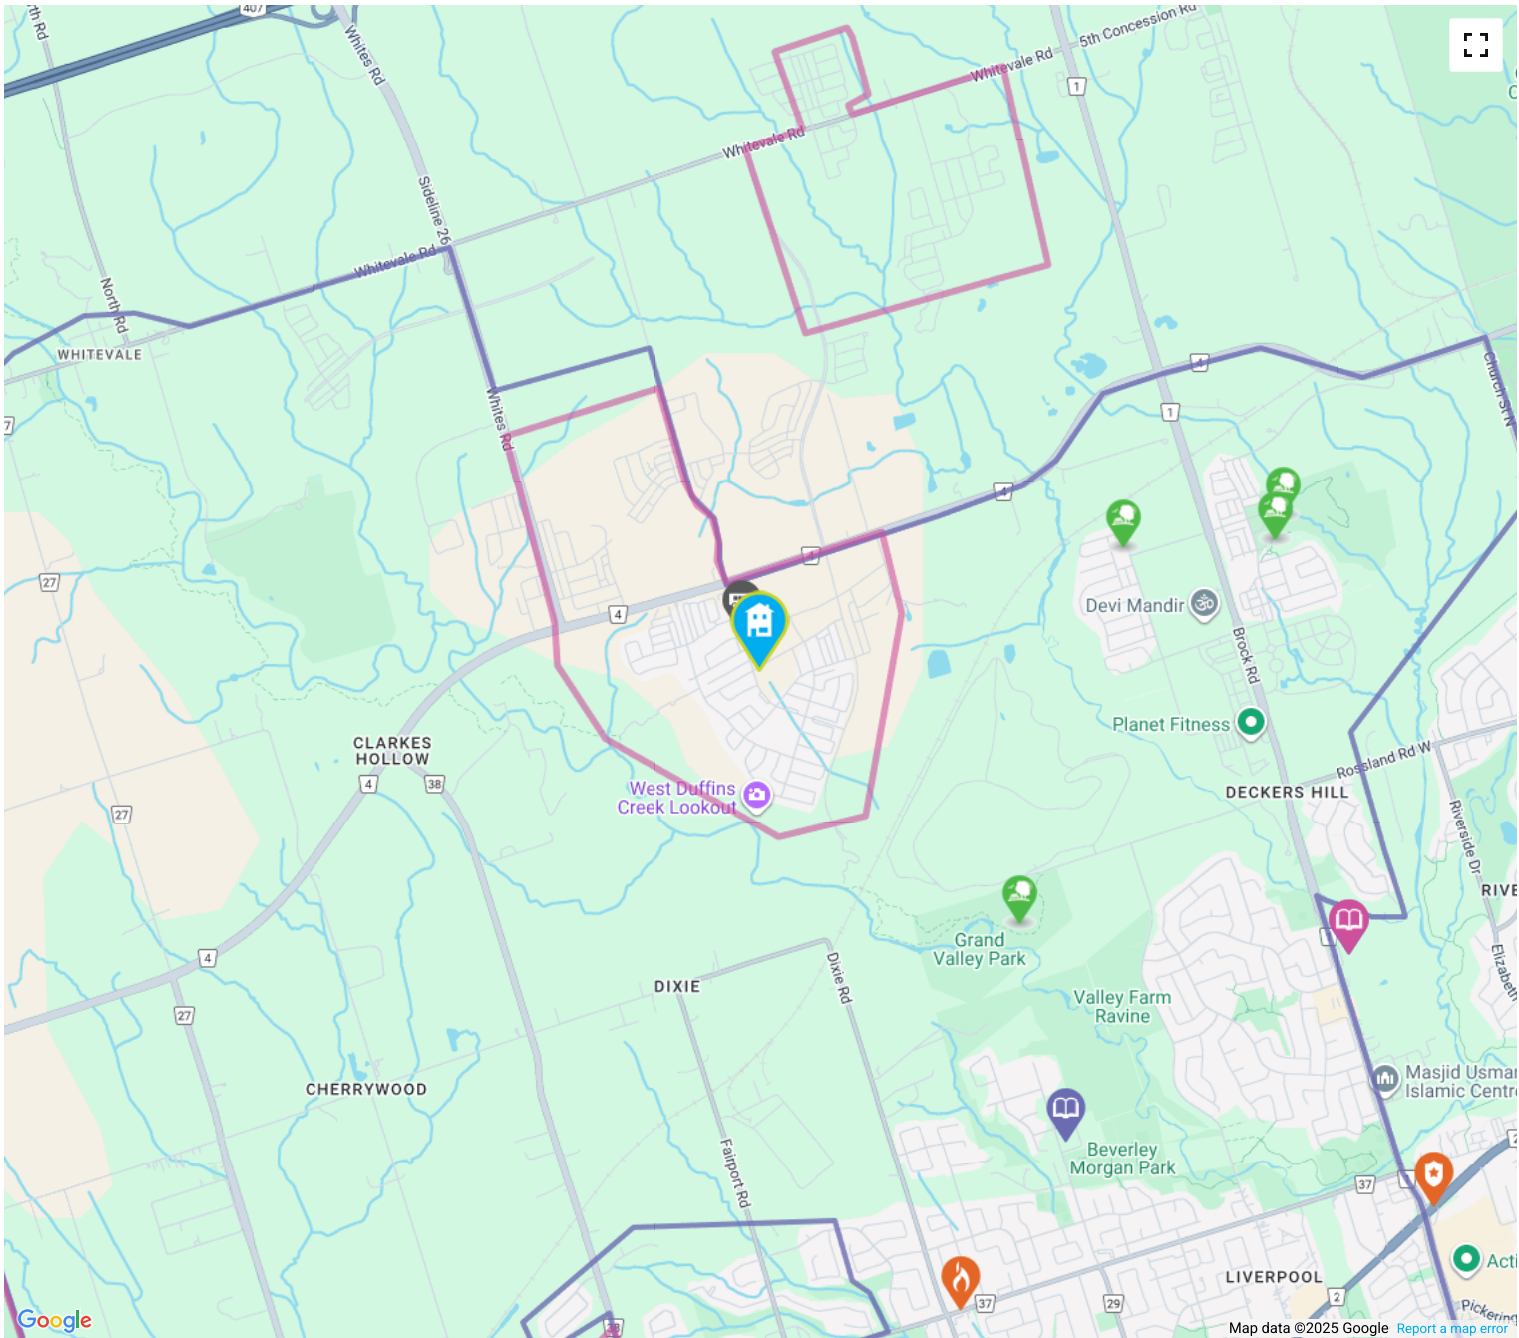 407
Whites Rd
5th Concession Rd
Whitevale Rd
1
Whitevale Rd
Sideline 26
Whitevale Rd
North Rd
WHITEVALE
4
Church St N
Whites Rd
1
4
4
27
4
Devi Mandir
Brock Rd
Planet Fitness
CLARKES
HOLLOW
4
38
Rossland Rd W
West Duffins
Creek Lookout
DECKERS HILL
27
Riverside Dr
Grand
Valley Park
4
DIXIE
Dixie Rd
Elizabeth
Valley Farm
Ravine
27
CHERRYWOOD
Masjid Usman
Islamic Centre
Beverley
Morgan Park
Fairport Rd
37
LIVERPOOL
2
37
29
38
Google
Map data ©2025 Google
Report a map error